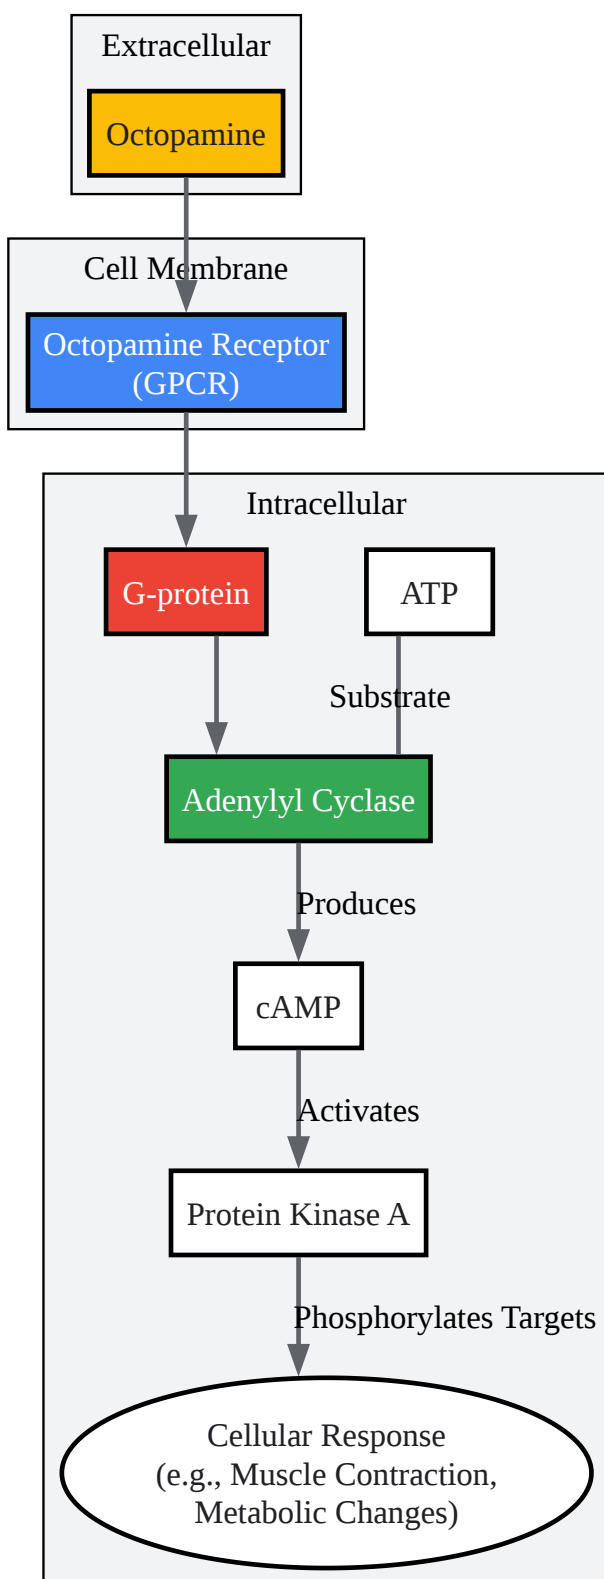 Extracellular
Octopamine
Cell Membrane
Octopamine Receptor
(GPCR)
Intracellular
G-protein
ATP
Substrate
Adenylyl Cyclase
Produces
cAMP
Activates
Protein Kinase A
Phosphorylates Targets
Cellular Response
(e.g., Muscle Contraction,
Metabolic Changes)